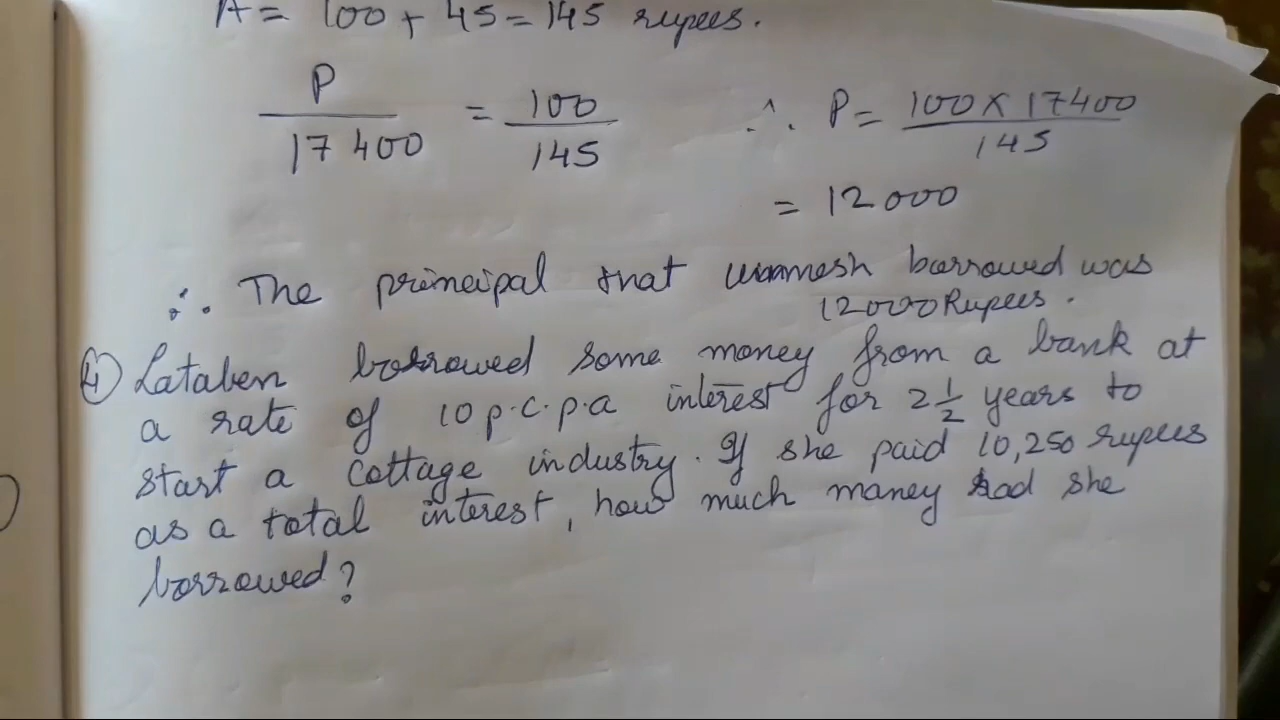 A = 100 + 45 = 145 rupees.
P/17400 = 100/145 ∴ P = 100 × 17400/145
= 12000
∴ The principal that borrowed was
12000 Rupees.
4) Lataben borrowed some money from a bank at
a rate of 10 p.c.p.a interest for 2 1/2 years to
start a cottage industry. If she paid 10,250 rupees
as a total interest, how much money had she
borrowed?